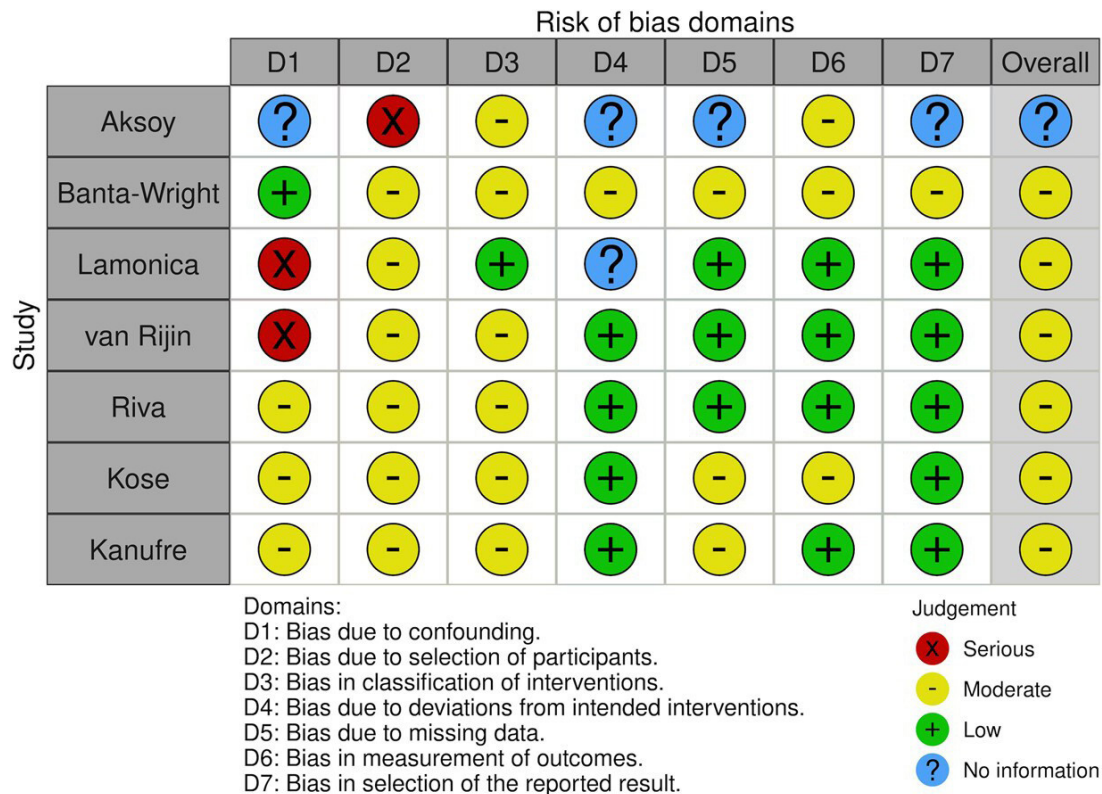 Risk of bias domains
D1 D2 D3 D4 D5 D6 D7 Overall
Study
Aksoy ? X - ? ? - ? ?
Banta-Wright + - - - - - - -
Lamonica X - + ? + + + -
van Rijin X - - + + + + -
Riva - - - + + + + -
Kose - - - + - - + -
Kanufre - - - + - + + -
Domains:
D1: Bias due to confounding.
D2: Bias due to selection of participants.
D3: Bias in classification of interventions.
D4: Bias due to deviations from intended interventions.
D5: Bias due to missing data.
D6: Bias in measurement of outcomes.
D7: Bias in selection of the reported result.
Judgement
X Serious
- Moderate
+ Low
? No information